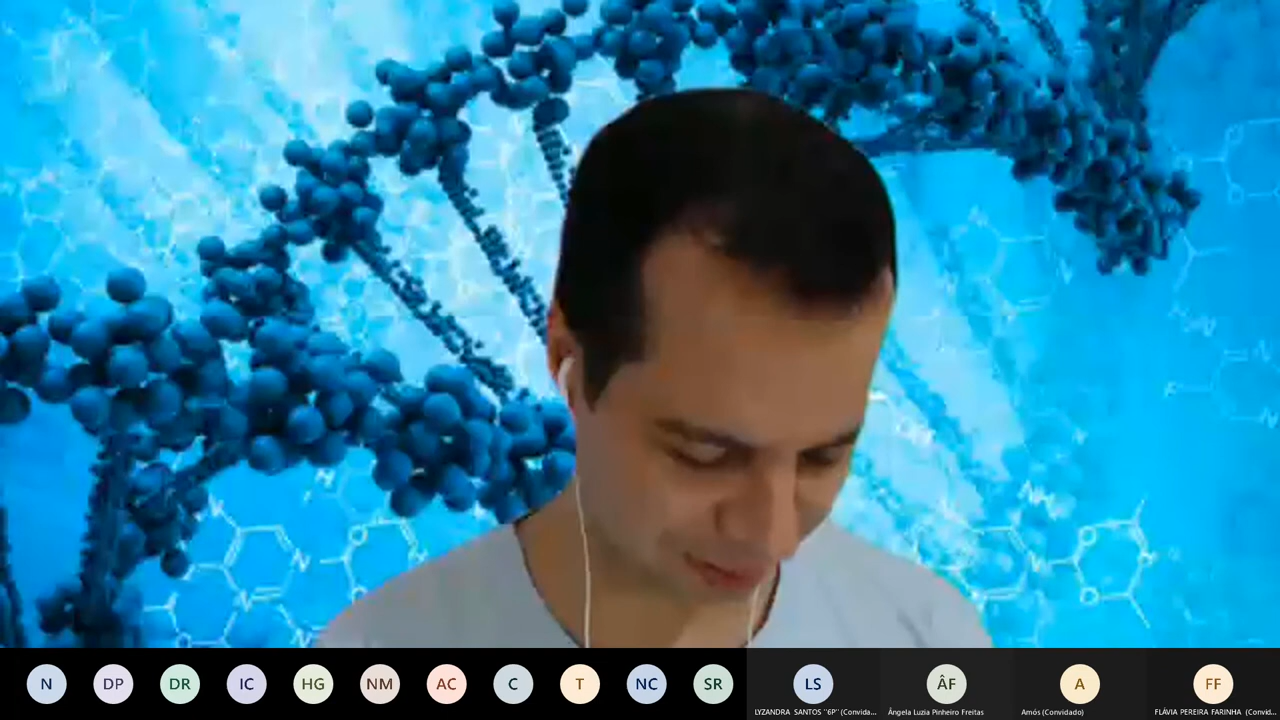 N
DP
DR
IC
HG
NM
AC
C
T
NC
SR
LS
ÂF
A
FF
LYZANDRA SANTOS "6P" (Convida...
Ângela Luzia Pinheiro Freitas
Amós (Convidado)
FLÁVIA PEREIRA FARINHA (Convid...